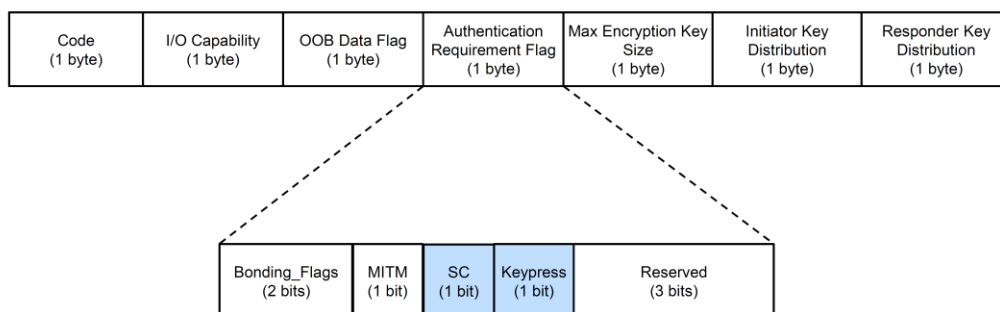 Code
(1 byte)
I/O Capability
(1 byte)
OOB Data Flag
(1 byte)
Authentication
Requirement Flag
(1 byte)
Max Encryption Key
Size
(1 byte)
Initiator Key
Distribution
(1 byte)
Responder Key
Distribution
(1 byte)
Bonding_Flags
(2 bits)
MITM
(1 bit)
SC
(1 bit)
Keypress
(1 bit)
Reserved
(3 bits)